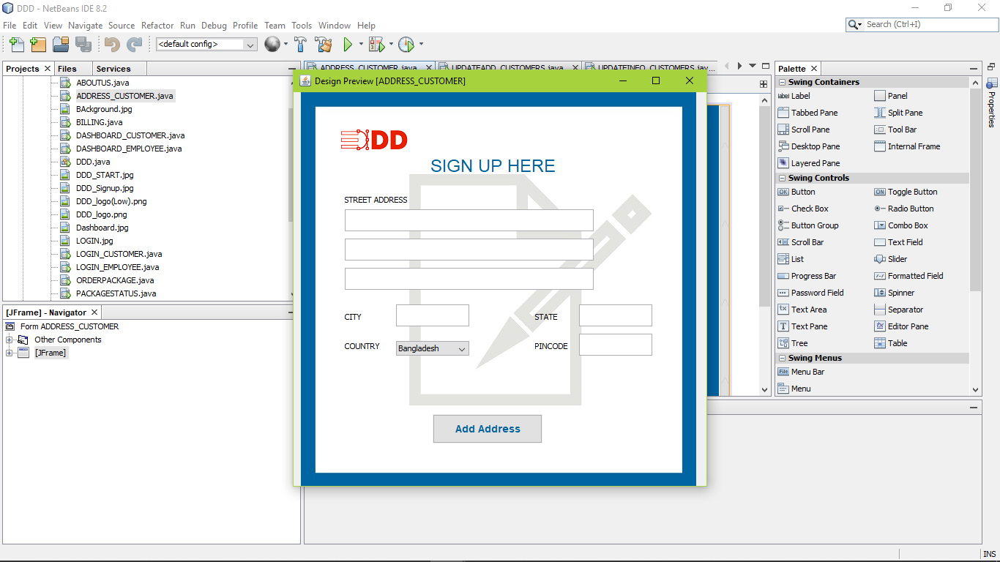 DDD - NetBeans IDE 8.2
File Edit View Navigate Source Refactor Run Debug Profile Team Tools Window Help
Search (Ctrl+I)
<default config>
Projects Files Services
ABOUTUS.java
ADDRESS_CUSTOMER.java
BAckground.jpg
BILLING.java
DASHBOARD_CUSTOMER.java
DASHBOARD_EMPLOYEE.java
DDD.java
DDD_START.jpg
DDD_Signup.jpg
DDD_logo(Low).png
DDD_logo.png
Dashboard.jpg
LOGIN.jpg
LOGIN_CUSTOMER.java
LOGIN_EMPLOYEE.java
ORDERPACKAGE.java
PACKAGESTATUS.java
[JFrame] - Navigator
Form ADDRESS_CUSTOMER
Other Components
[JFrame]
ADDRESS_CUSTOMER.java UPDATEADD_CUSTOMERS.java UPDATEINFO_CUSTOMERS.jav...
Design Preview [ADDRESS_CUSTOMER]
DDD
SIGN UP HERE
STREET ADDRESS
CITY STATE
COUNTRY Bangladesh PINCODE
Add Address
Palette
Swing Containers
Label Panel
Tabbed Pane Split Pane
Scroll Pane Tool Bar
Desktop Pane Internal Frame
Layered Pane
Swing Controls
Button Toggle Button
Check Box Radio Button
Button Group Combo Box
Scroll Bar Text Field
List Slider
Progress Bar Formatted Field
Password Field Spinner
Text Area Separator
Text Pane Editor Pane
Tree Table
Swing Menus
Menu Bar
Menu
Properties
INS